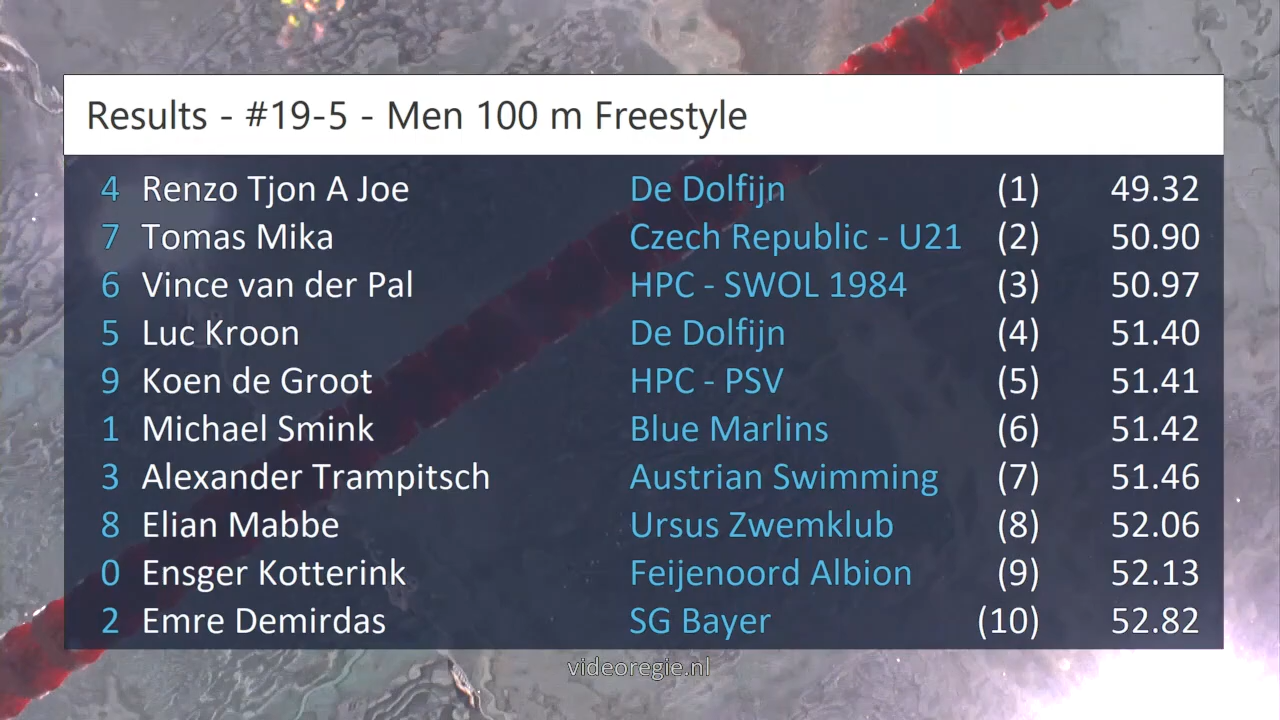 Results - #19-5 - Men 100 m Freestyle
4 Renzo Tjon A Joe De Dolfijn (1) 49.32
7 Tomas Mika Czech Republic - U21 (2) 50.90
6 Vince van der Pal HPC - SWOL 1984 (3) 50.97
5 Luc Kroon De Dolfijn (4) 51.40
9 Koen de Groot HPC - PSV (5) 51.41
1 Michael Smink Blue Marlins (6) 51.42
3 Alexander Trampitsch Austrian Swimming (7) 51.46
8 Elian Mabbe Ursus Zwemklub (8) 52.06
0 Ensger Kotterink Feijenoord Albion (9) 52.13
2 Emre Demirdas SG Bayer (10) 52.82
videoregie.nl